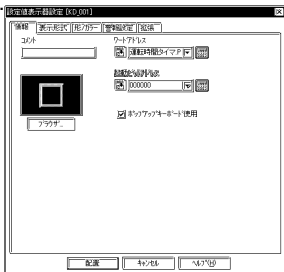 設定値表示器設定 [KD_001]
情報 表示形式 形/カラー 警報設定 拡張
コメント
ワードアドレス
運転時間タイマ.P
起動ビットアドレス
000000
ポップアップキーボード使用
ブラウザ...
配置 キャンセル ヘルプ(H)